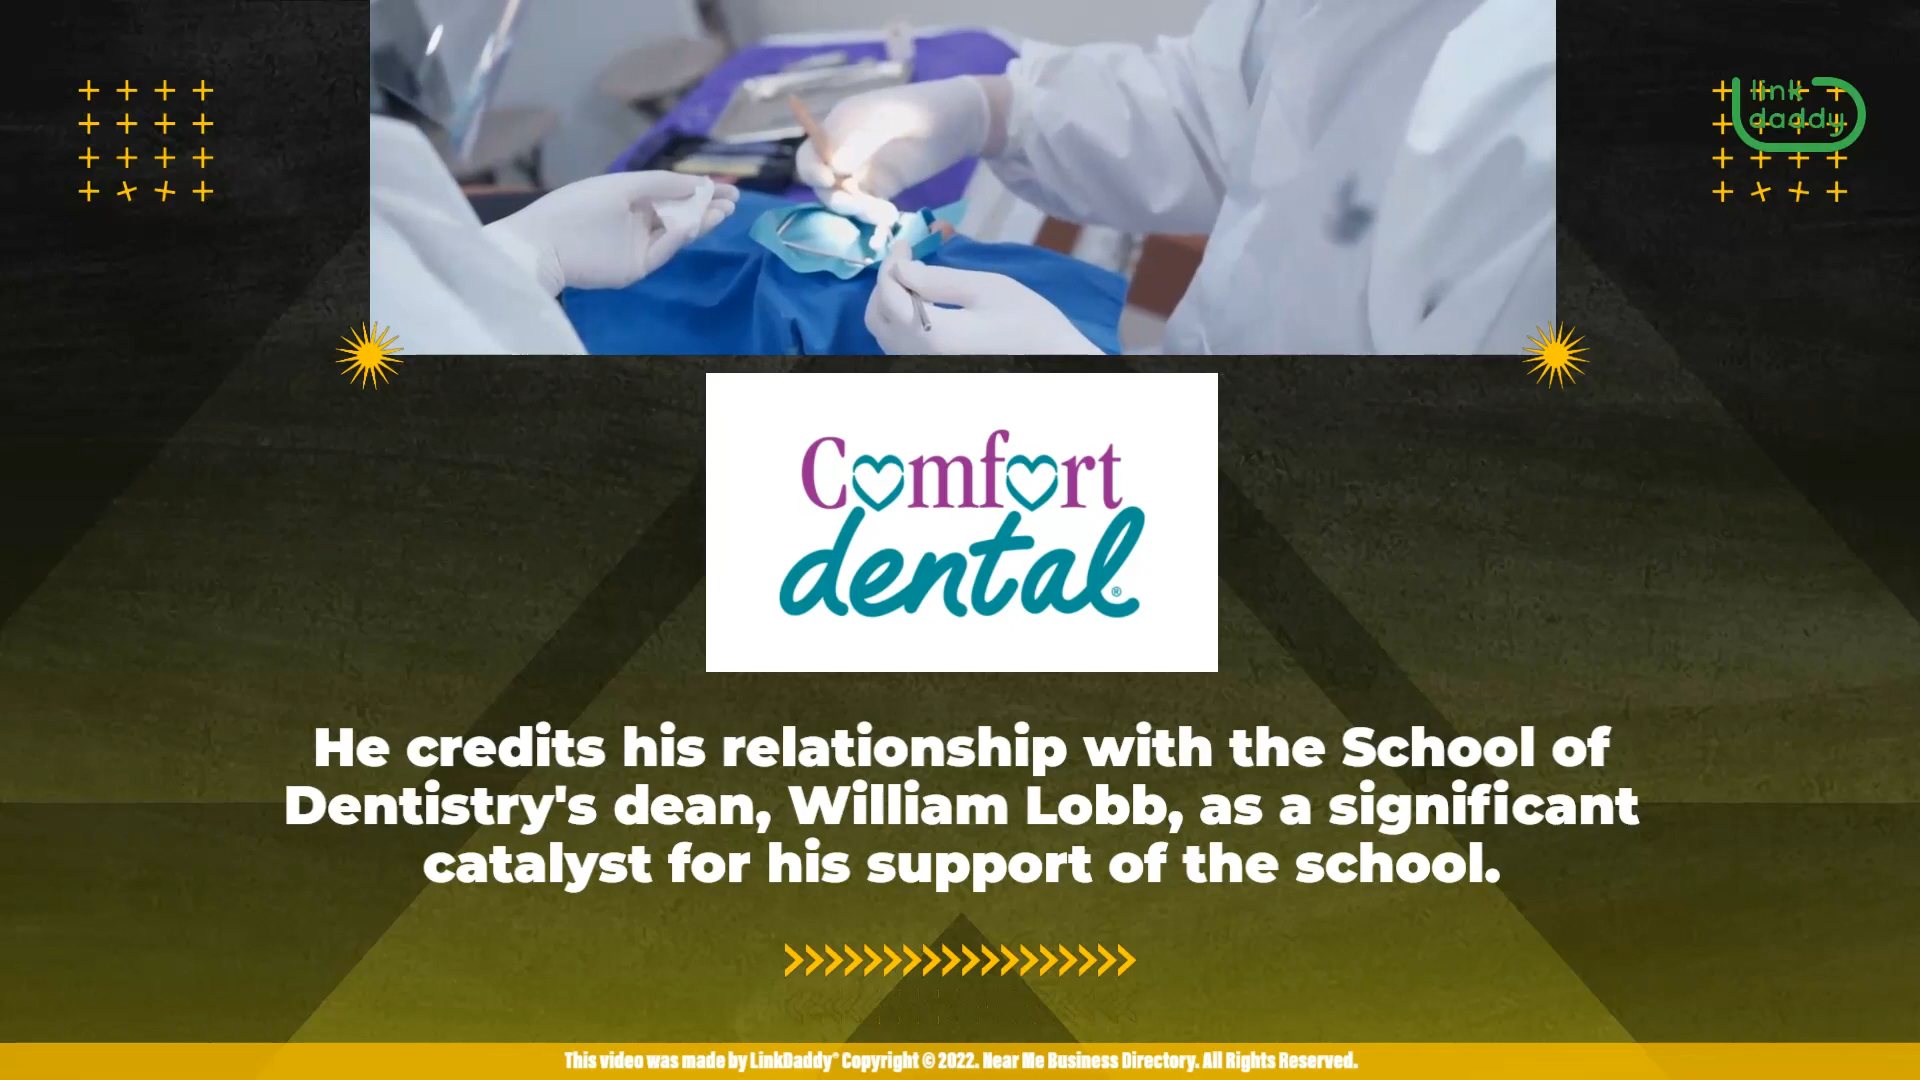 link
daddy
Comfort
dental®
He credits his relationship with the School of
Dentistry's dean, William Lobb, as a significant
catalyst for his support of the school.
This video was made by LinkDaddy® Copyright © 2022. Near Me Business Directory. All Rights Reserved.